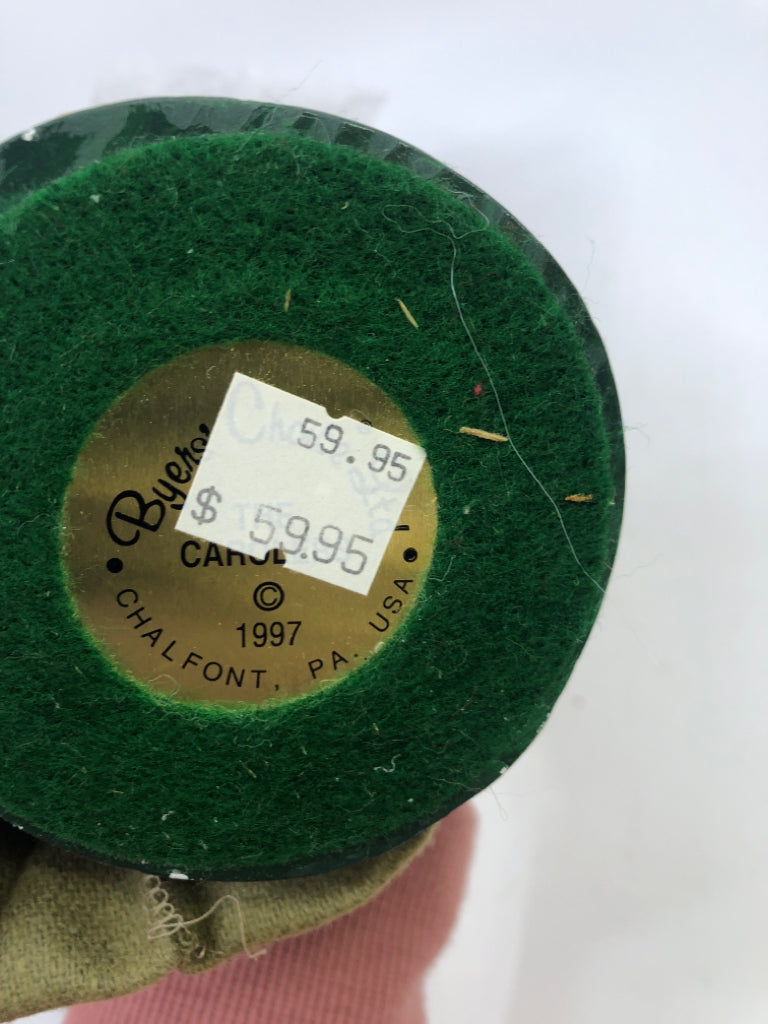 59.95
$ 59.95
Byers'
CAROL
©
1997
• CHALFONT, PA., USA •